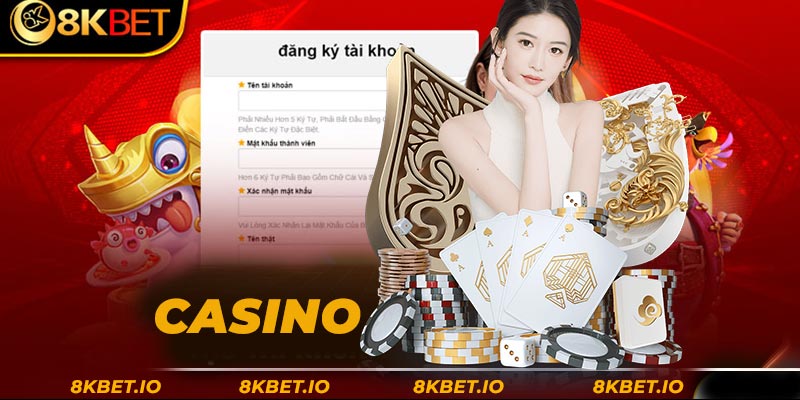 8KBET
đăng ký tài khoản
Tên tài khoản
Phải Nhiều Hơn 5 Ký Tự, Phải Bắt Đầu Bằng
Điểm Các Ký Tự Đặc Biệt.
Mật khẩu thành viên
Hơn 6 Ký Tự Phải Bao Gồm Chữ Cái Và
Xác nhận mật khẩu
Vui Lòng Xác Nhận Lại Mật Khẩu Của
Tên thật
CASINO
8KBET.IO 8KBET.IO 8KBET.IO 8KBET.IO